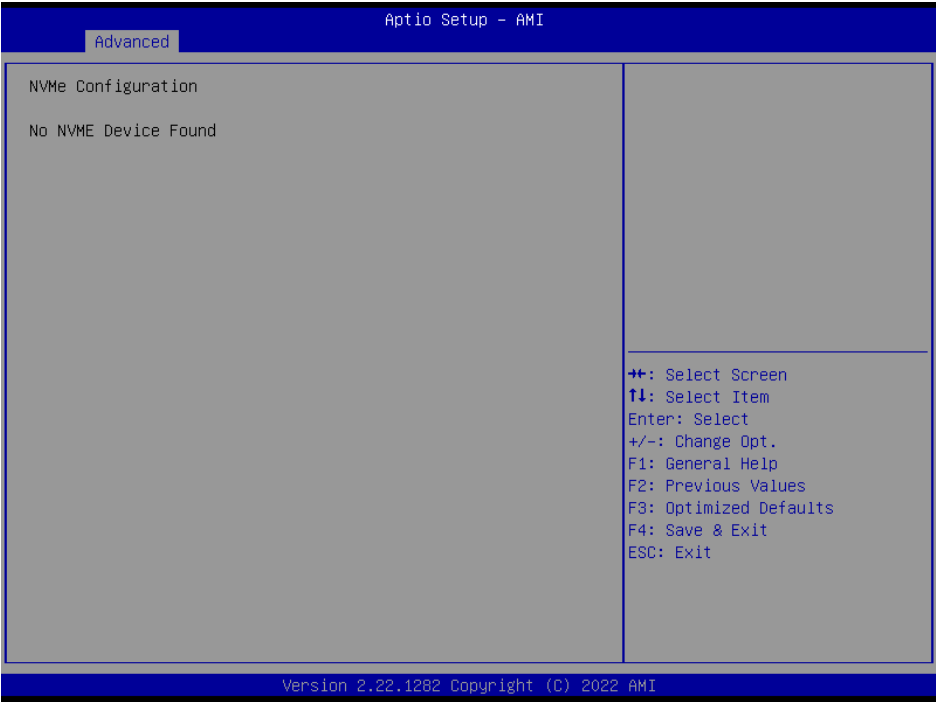 Aptio Setup - AMI
Advanced
NVMe Configuration
No NVME Device Found
→←: Select Screen
↑↓: Select Item
Enter: Select
+/-: Change Opt.
F1: General Help
F2: Previous Values
F3: Optimized Defaults
F4: Save & Exit
ESC: Exit
Version 2.22.1282 Copyright (C) 2022 AMI